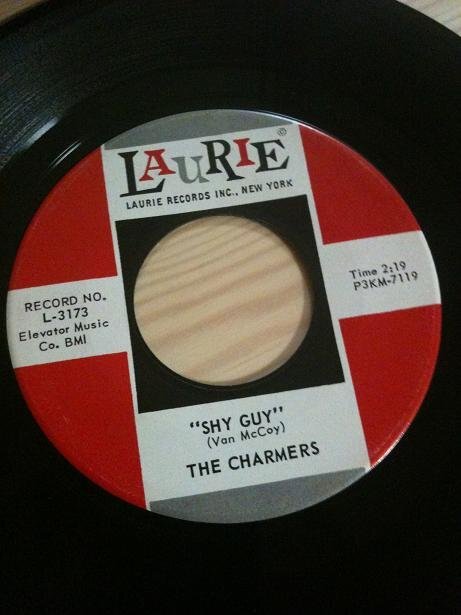 LAuRIE ©
LAURIE RECORDS INC., NEW YORK
RECORD NO.
L-3173
Elevator Music
Co. BMI
Time 2:19
P3KM-7119
"SHY GUY"
(Van McCoy)
THE CHARMERS